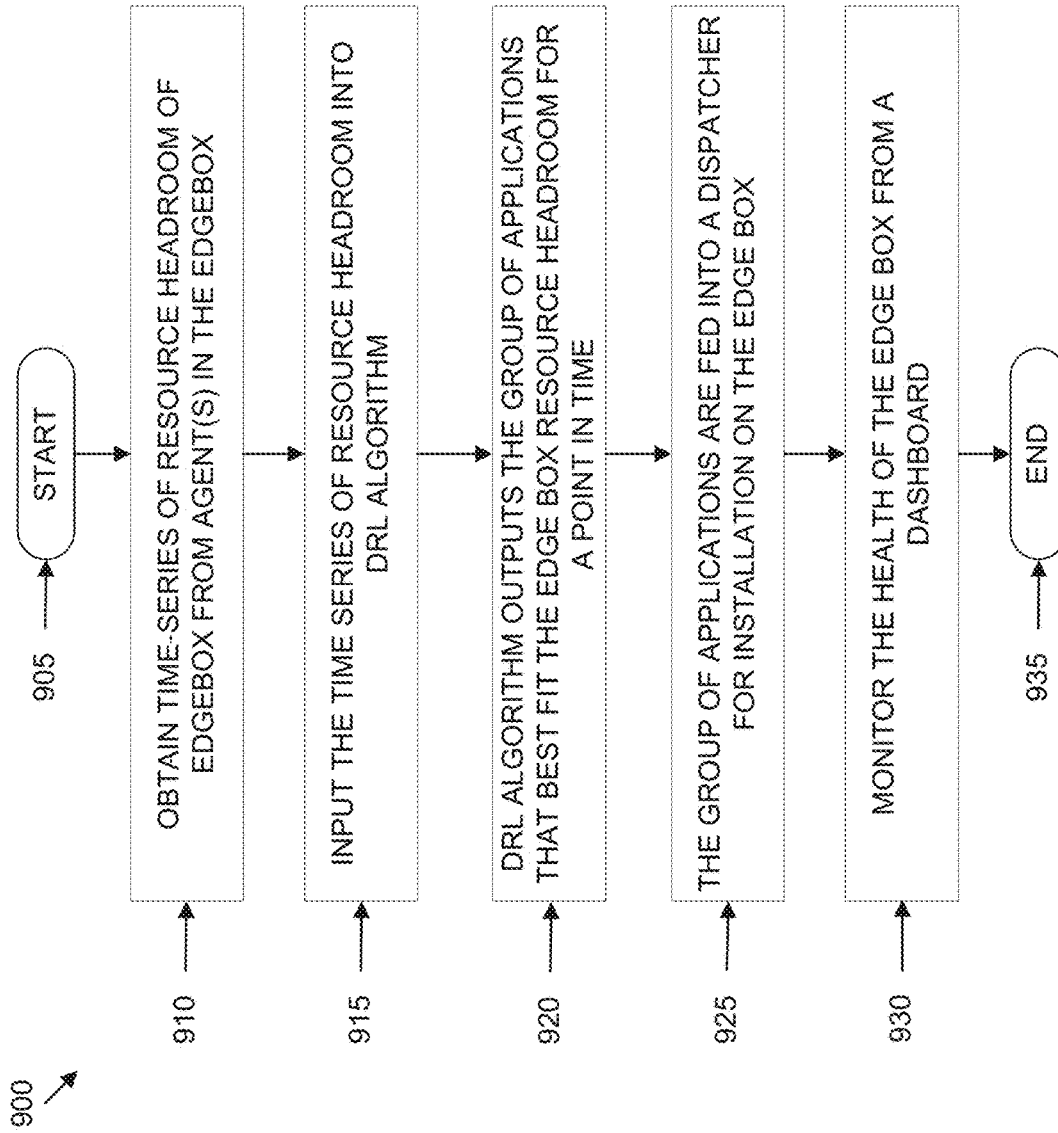 900
905
START
910
OBTAIN TIME-SERIES OF RESOURCE HEADROOM OF
EDGEBOX FROM AGENT(S) IN THE EDGEBOX
915
INPUT THE TIME SERIES OF RESOURCE HEADROOM INTO
DRL ALGORITHM
920
DRL ALGORITHM OUTPUTS THE GROUP OF APPLICATIONS
THAT BEST FIT THE EDGE BOX RESOURCE HEADROOM FOR
A POINT IN TIME
925
THE GROUP OF APPLICATIONS ARE FED INTO A DISPATCHER
FOR INSTALLATION ON THE EDGE BOX
930
MONITOR THE HEALTH OF THE EDGE BOX FROM A
DASHBOARD
935
END